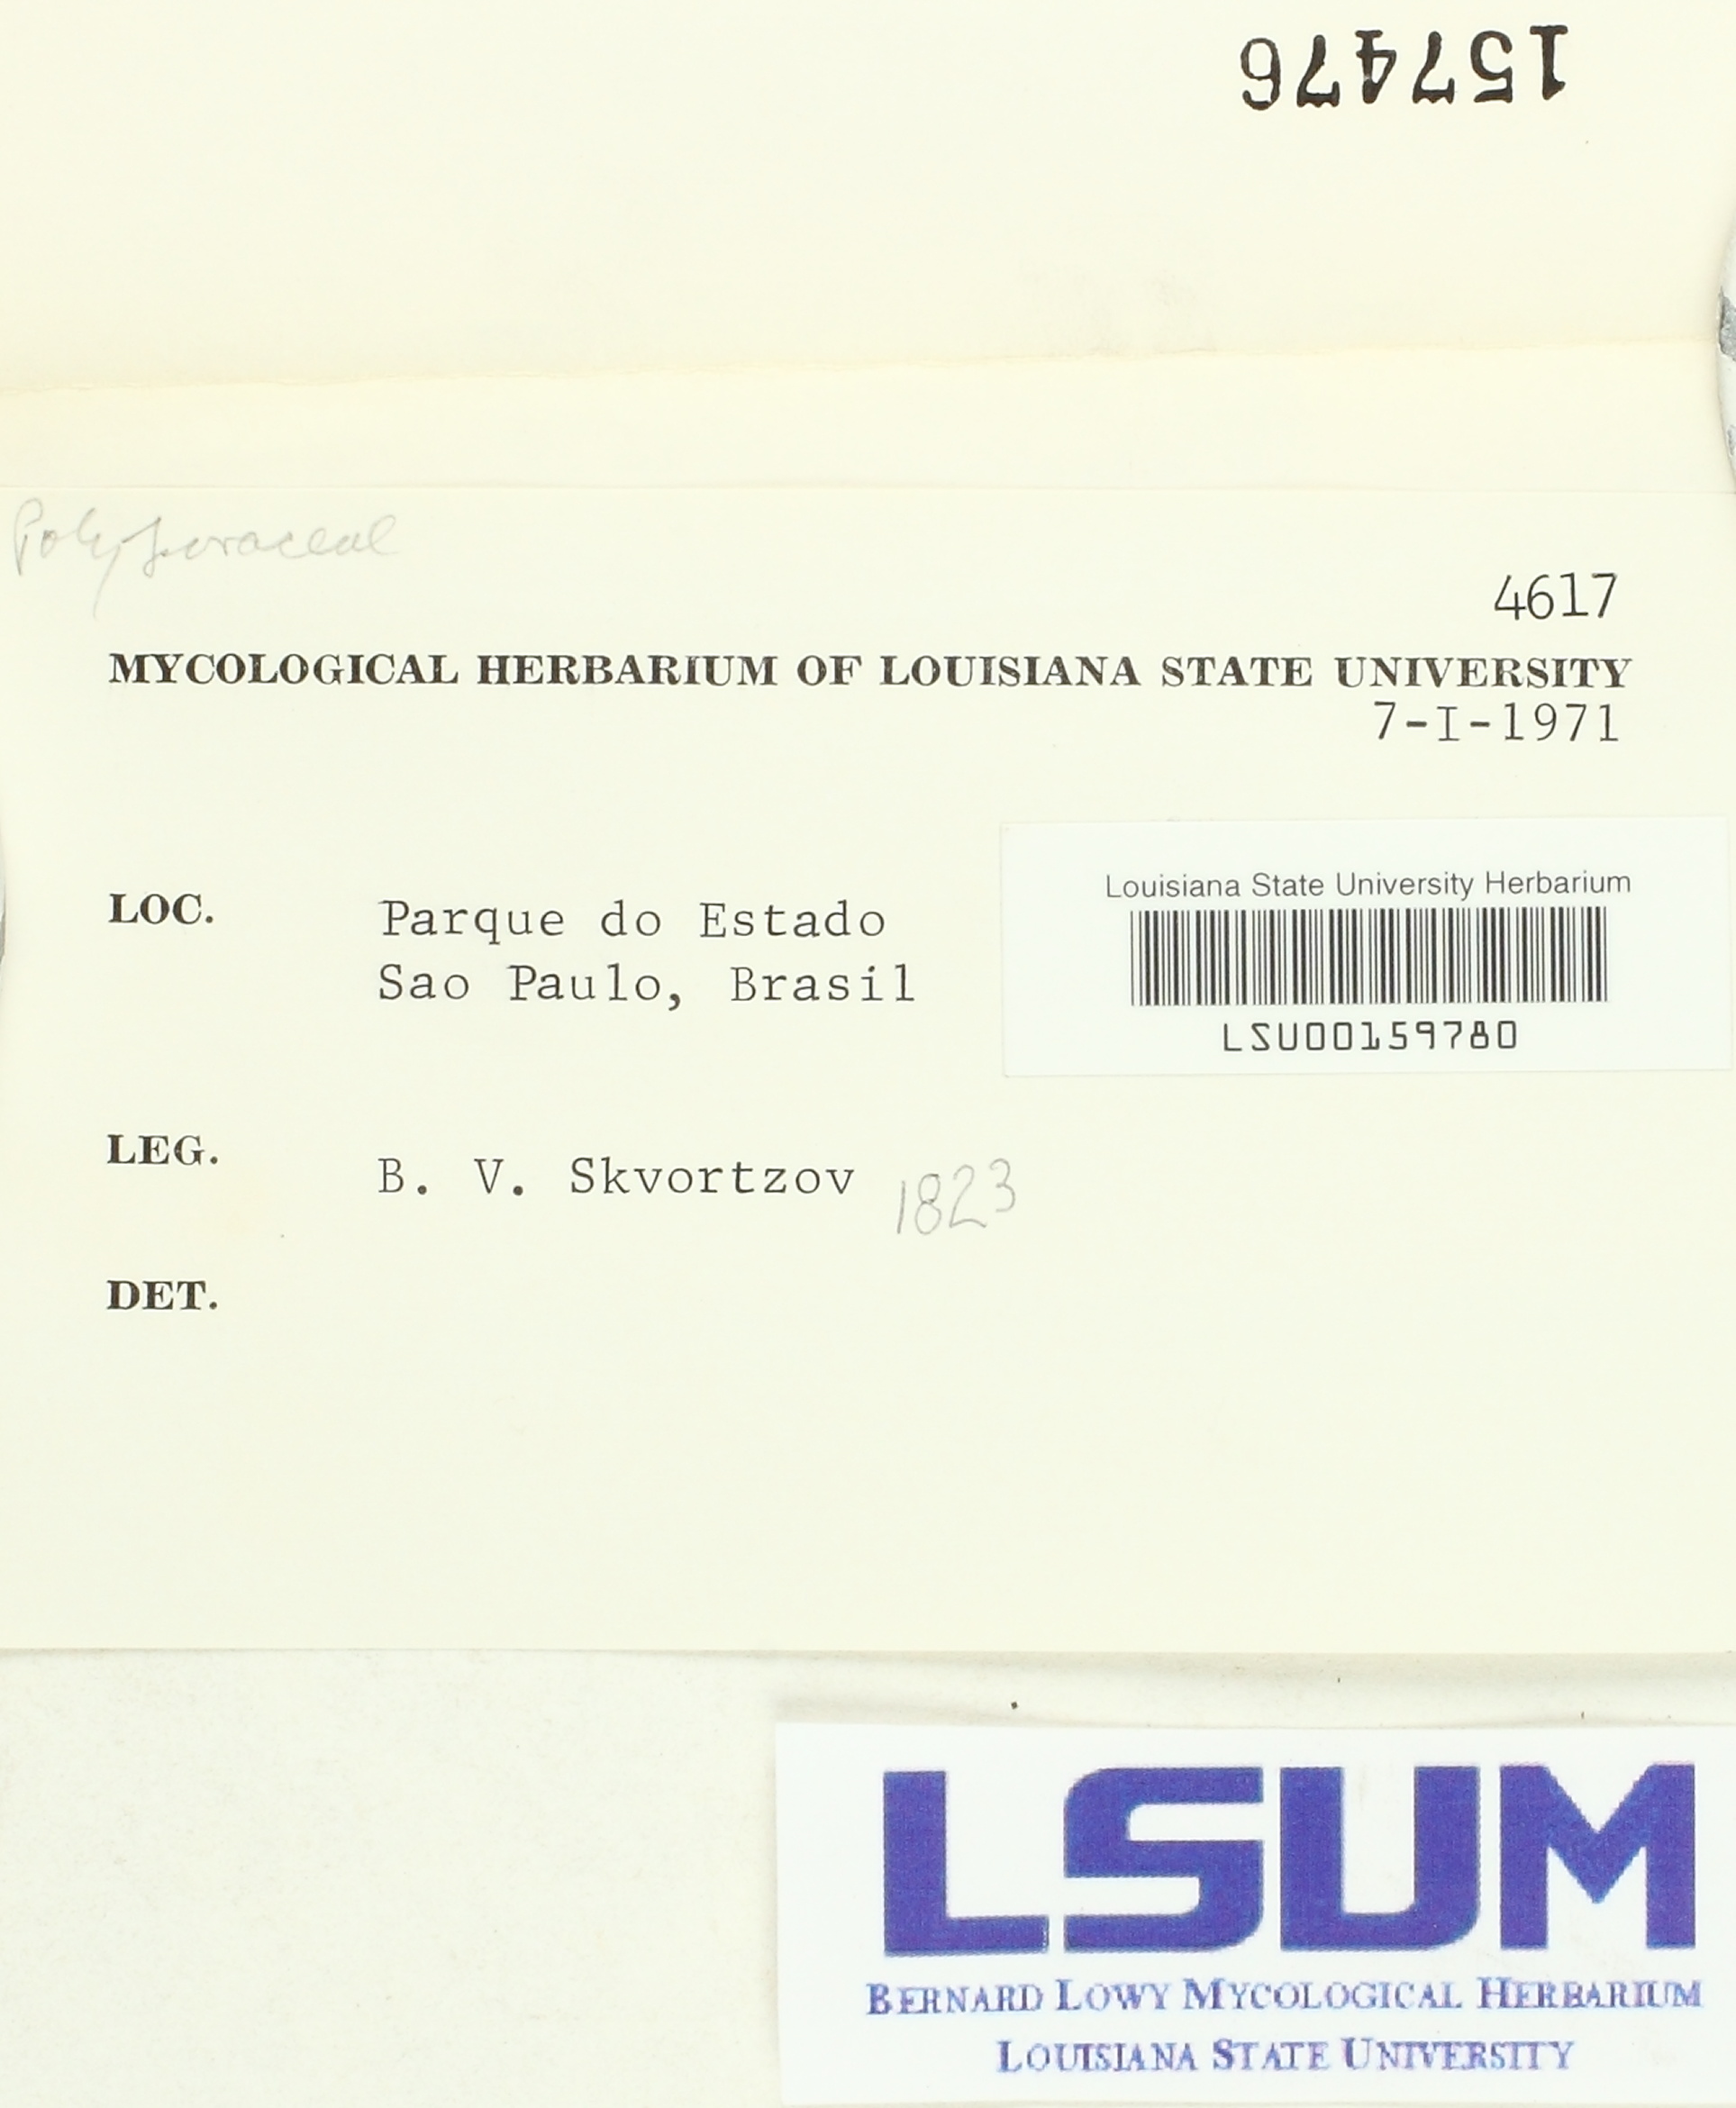 157476
Polyporaceae
4617
MYCOLOGICAL HERBARIUM OF LOUISIANA STATE UNIVERSITY
7-I-1971
LOC. Parque do Estado
Sao Paulo, Brasil
Louisiana State University Herbarium
LSU00159780
LEG. B. V. Skvortzov 1823
DET.
LSUM
BERNARD LOWY MYCOLOGICAL HERBARIUM
LOUISIANA STATE UNIVERSITY